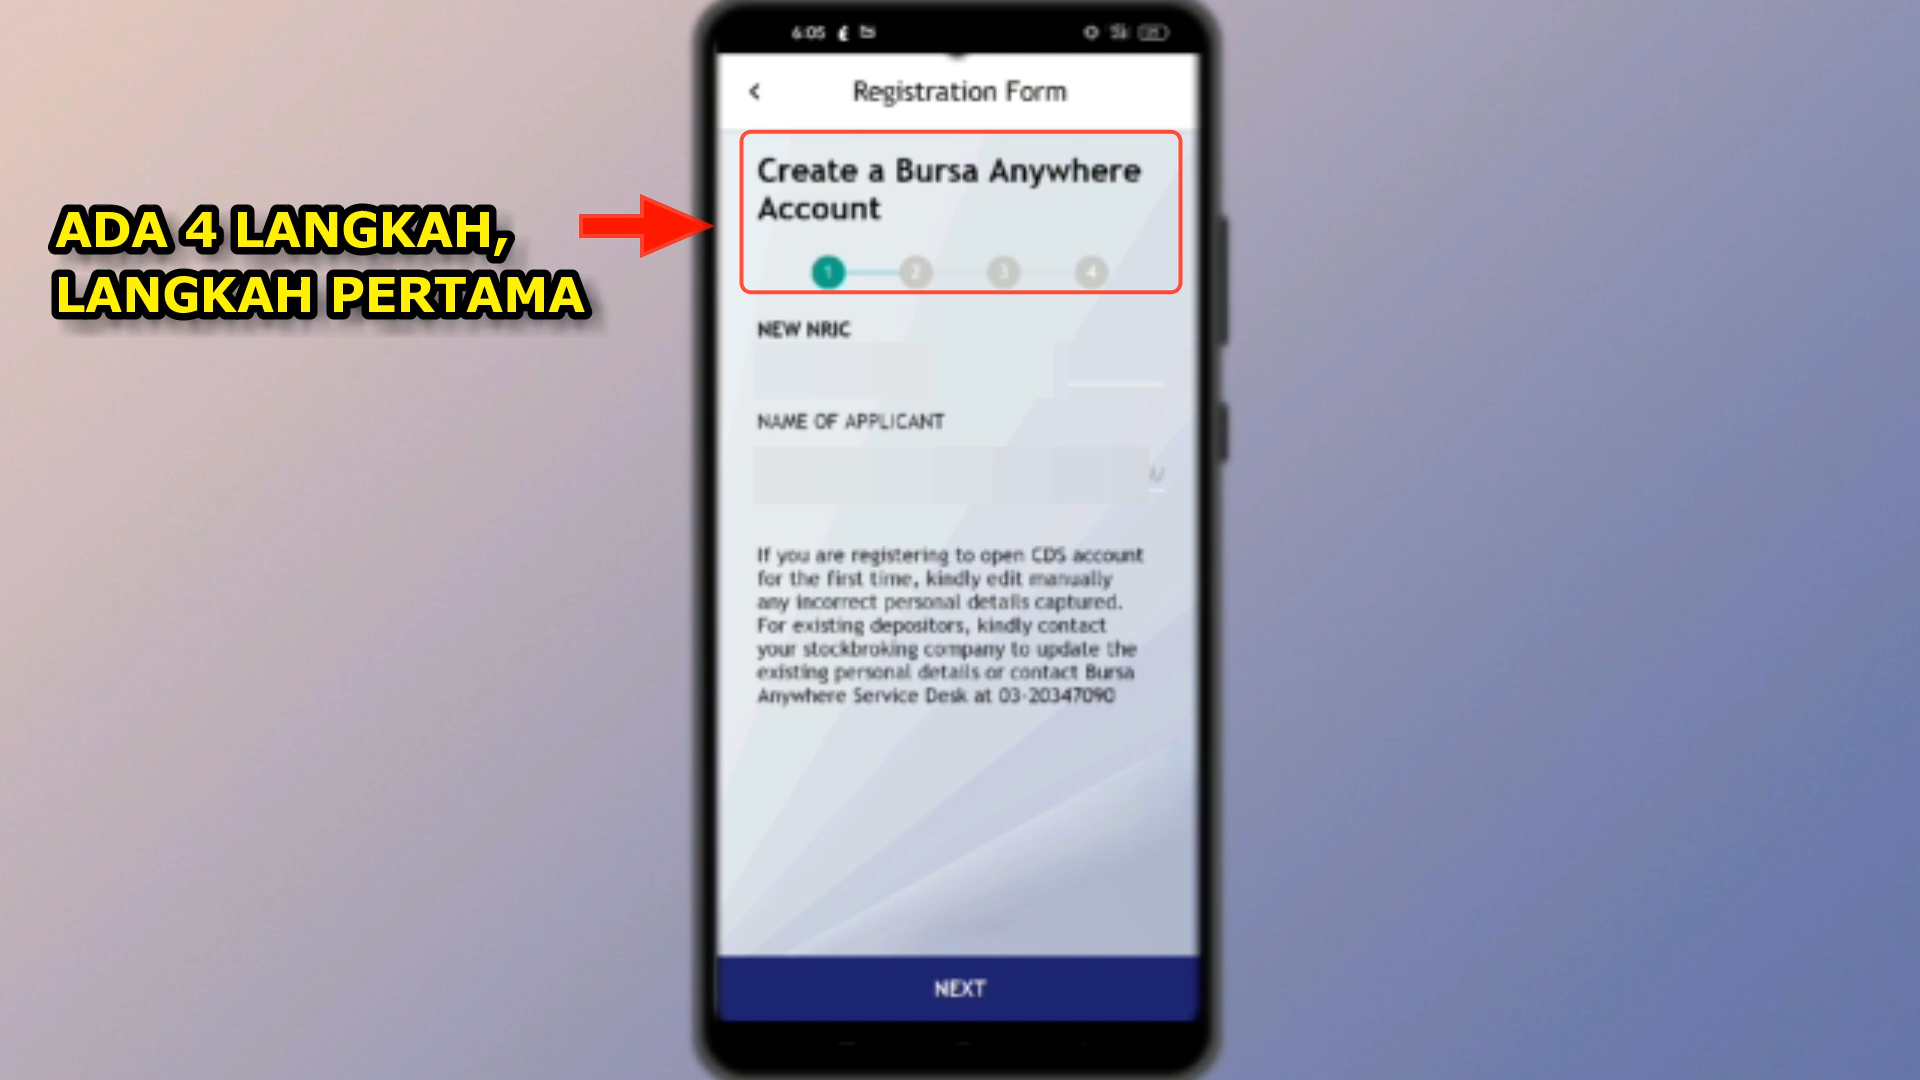 6:05
Registration Form
Create a Bursa Anywhere
Account
1 2 3 4
ADA 4 LANGKAH,
LANGKAH PERTAMA
NEW NRIC
NAME OF APPLICANT
If you are registering to open CDS account
for the first time, kindly edit manually
any incorrect personal details captured.
For existing depositors, kindly contact
your stockbroking company to update the
existing personal details or contact Bursa
Anywhere Service Desk at 03-20347090
NEXT